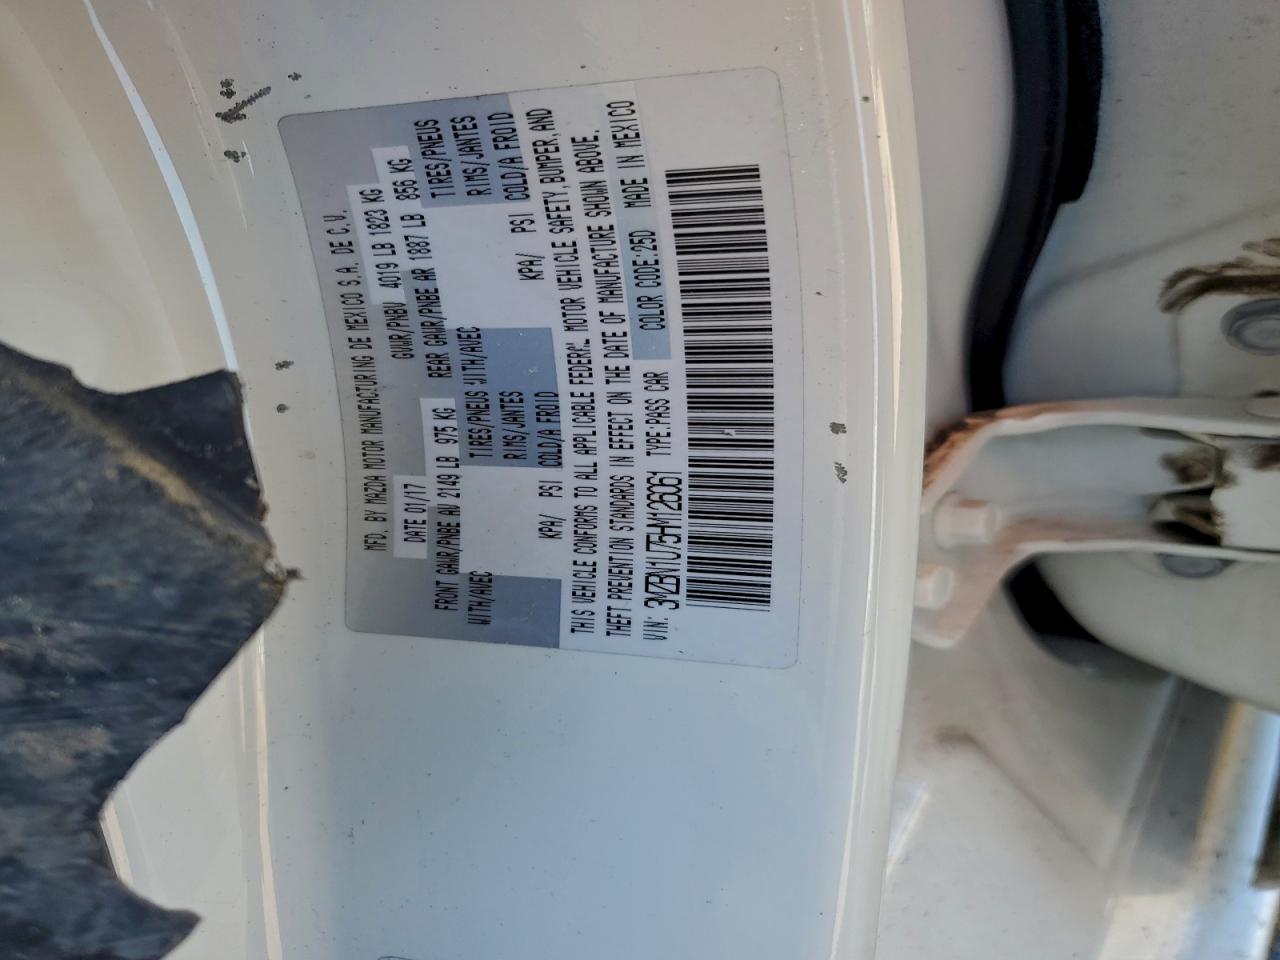 MFD. BY MAZDA MOTOR MANUFACTURING DE MEXICO S.A. DE C.V.
DATE 01/17 GVWR/PNBV 4019 LB 1823 KG
FRONT GAWR/PNBE AV 2149 LB 975 KG REAR GAWR/PNBE AR 1887 LB 856 KG
WITH/AVEC TIRES/PNEUS WITH/AVEC TIRES/PNEUS
RIMS/JANTES RIMS/JANTES
KPA/ PSI COLD/A FROID KPA/ PSI COLD/A FROID
THIS VEHICLE CONFORMS TO ALL APPLICABLE FEDERAL MOTOR VEHICLE SAFETY, BUMPER, AND
THEFT PREVENTION STANDARDS IN EFFECT ON THE DATE OF MANUFACTURE SHOWN ABOVE.
VIN: 3MZBN1U75HM126061 TYPE:PASS CAR COLOR CODE:25D MADE IN MEXICO